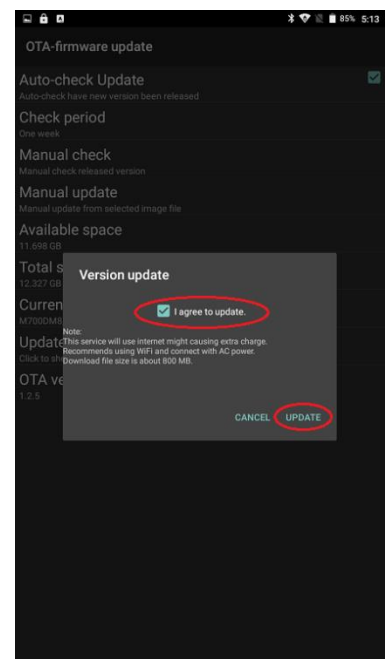 85% 5:13
OTA-firmware update
Auto-check Update
Auto-check have new version been released
Check period
One week
Manual check
Manual check released version
Manual update
Manual update from selected image file
Available space
11.698 GB
Total s
12.327 GB
Version update
I agree to update.
Curren
M700DM8
Note:
This service will use internet might causing extra charge.
Recommends using WiFi and connect with AC power.
Download file size is about 800 MB.
Update
Click to sh
OTA ve
1.2.5
CANCEL UPDATE